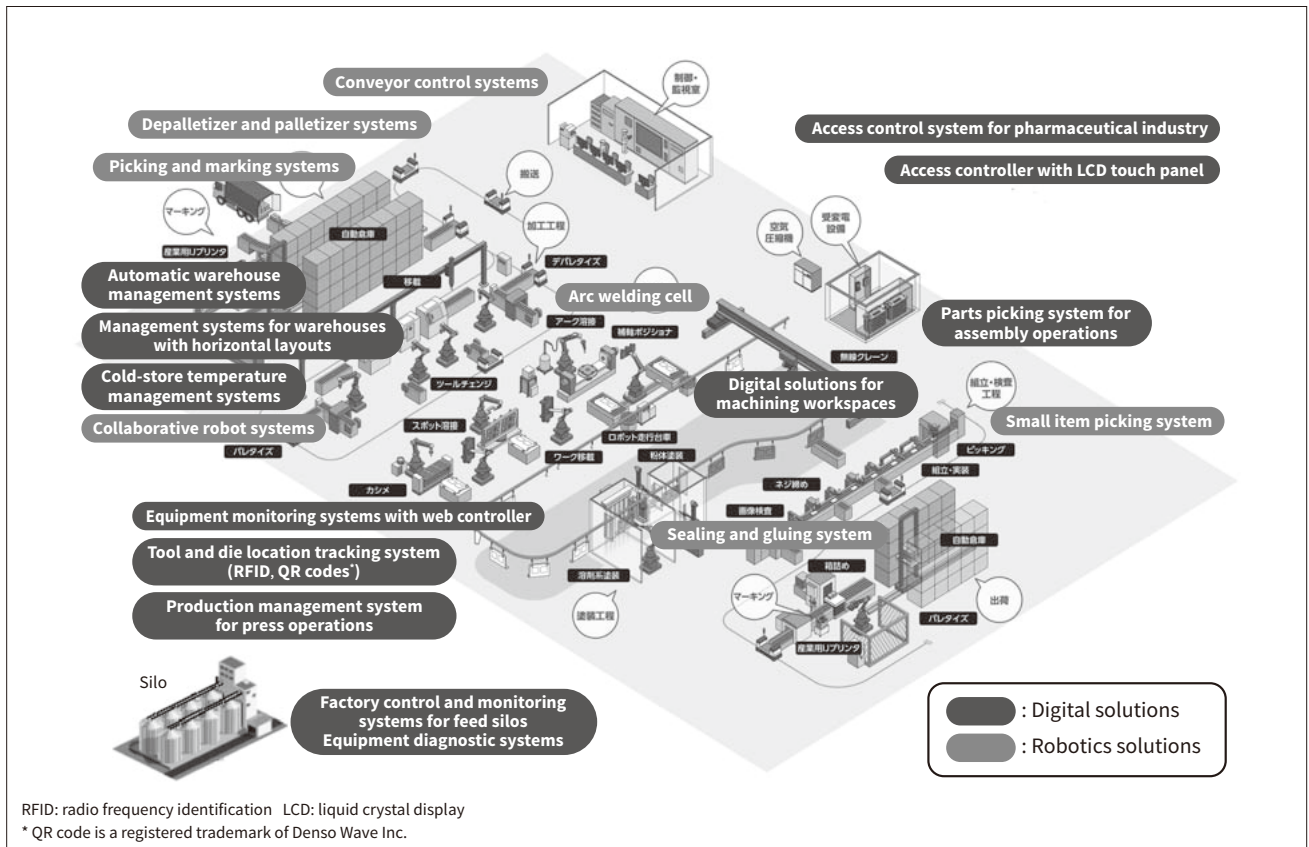 Conveyor control systems
制御・
監視室
Depalletizer and palletizer systems
Access control system for pharmaceutical industry
Picking and marking systems
Access controller with LCD touch panel
搬送
マーキング
加工工程
空気
圧縮機
受変電
設備
自動倉庫
産業用IJプリンタ
デパレタイズ
移載
Automatic warehouse
management systems
Arc welding cell
アーク溶接
補軸ポジショナ
Parts picking system for
assembly operations
Management systems for warehouses
with horizontal layouts
無線クレーン
Cold-store temperature
management systems
ツールチェンジ
Digital solutions for
machining workspaces
組立・検査
工程
Collaborative robot systems
スポット溶接
Small item picking system
パレタイズ
ロボット走行台車
ワーク移載
粉体塗装
ピッキング
組立・実装
カシメ
ネジ締め
画像検査
Equipment monitoring systems with web controller
Sealing and gluing system
自動倉庫
Tool and die location tracking system
(RFID, QR codes*)
溶剤系塗装
箱詰め
Production management system
for press operations
塗装工程
マーキング
出荷
パレタイズ
産業用IJプリンタ
Silo
Factory control and monitoring
systems for feed silos
Equipment diagnostic systems
: Digital solutions
: Robotics solutions
RFID: radio frequency identification LCD: liquid crystal display
* QR code is a registered trademark of Denso Wave Inc.